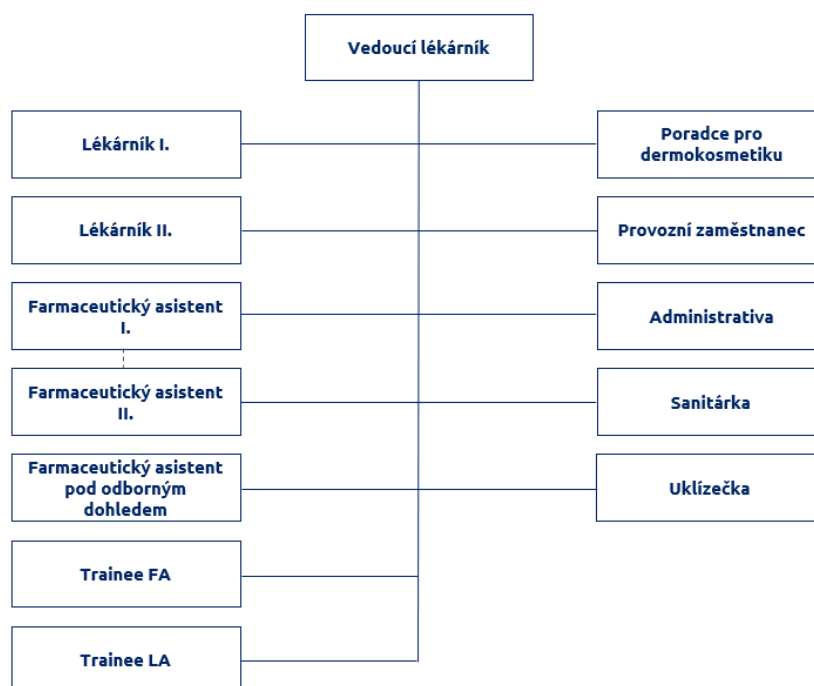 Vedoucí lékárník
Lékárník I.
Poradce pro
dermokosmetiku
Lékárník II.
Provozní zaměstnanec
Farmaceutický asistent
I.
Administrativa
Farmaceutický asistent
II.
Sanitárka
Farmaceutický asistent
pod odborným
dohledem
Uklízečka
Trainee FA
Trainee LA